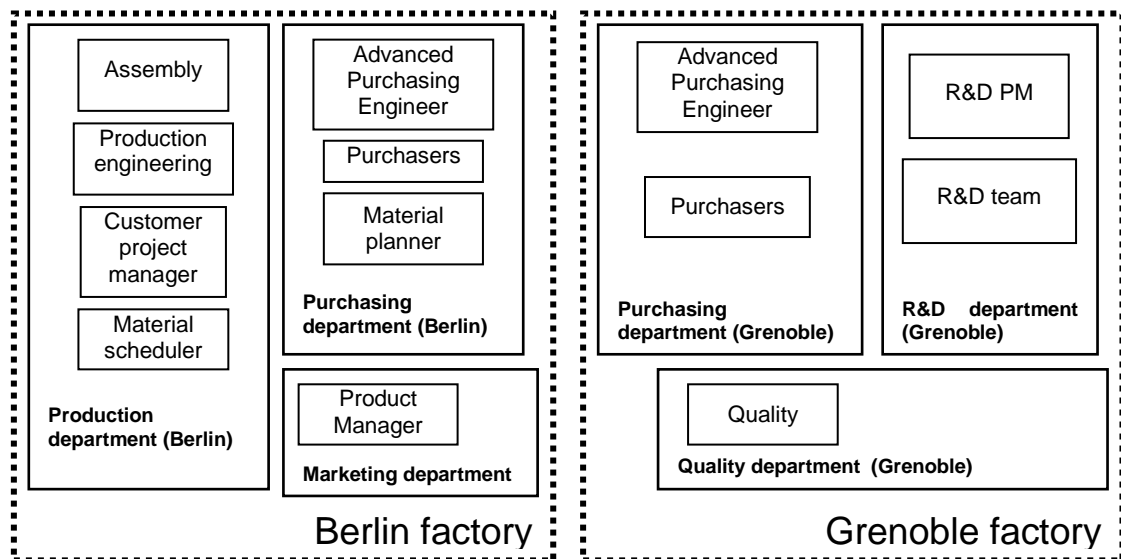 Assembly
Production
engineering
Customer
project
manager
Material
scheduler
Production
department (Berlin)
Advanced
Purchasing
Engineer
Purchasers
Material
planner
Purchasing
department (Berlin)
Product
Manager
Marketing department
Berlin factory
Advanced
Purchasing
Engineer
Purchasers
Purchasing
department (Grenoble)
R&D PM
R&D team
R&D department
(Grenoble)
Quality
Quality department (Grenoble)
Grenoble factory